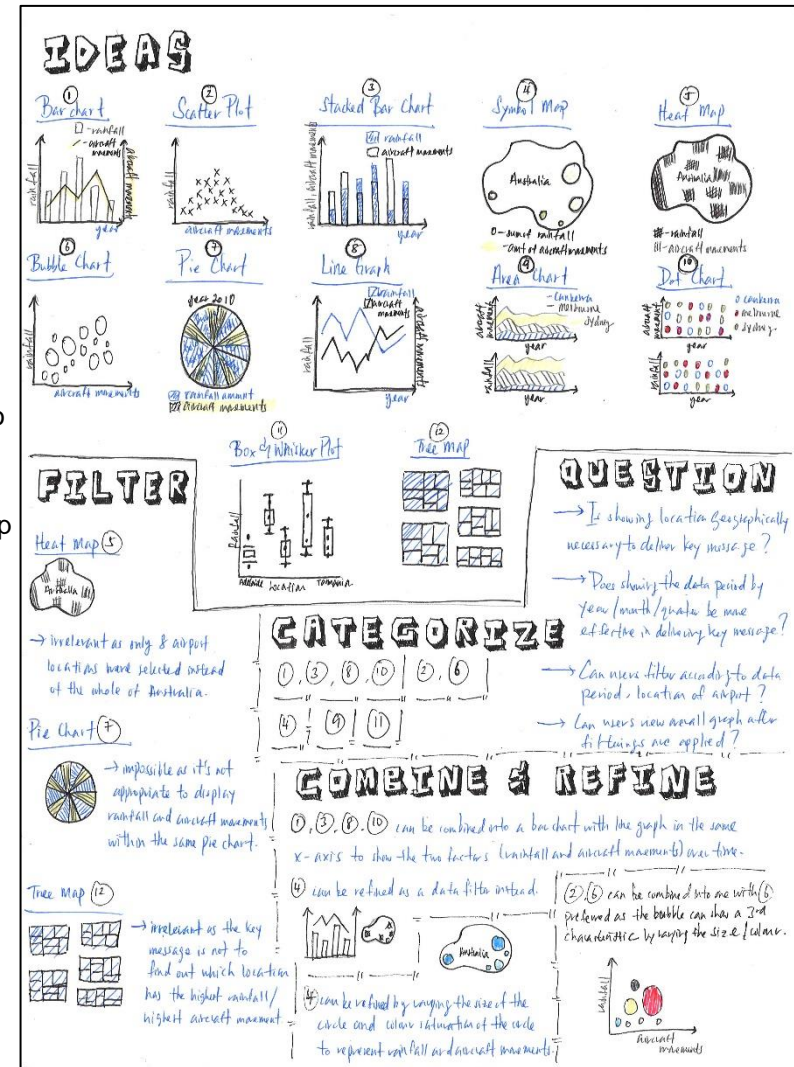 IDEAS
①
Bar chart
- rainfall
- aircraft movements
rainfall
aircraft movements
year
②
Scatter Plot
aircraft movements
③
Stacked Bar Chart
rainfall
aircraft movements
rainfall, aircraft movements
year
④
Symbol Map
Australia
- sum of rainfall
- amt of aircraft movements
⑤
Heat Map
Australia
- rainfall
- aircraft movements
⑥
Bubble Chart
rainfall
aircraft movements
⑦
Pie Chart
year 2010
rainfall amount
aircraft movements
⑧
Line Graph
rainfall
aircraft movements
rainfall
aircraft movements
year
⑨
Area Chart
- Canberra
- melbourne
sydney
aircraft movement
year
rainfall
year
⑩
Dot Chart
canberra
melbourne
sydney
aircraft movement
year
rainfall
year
⑪
Box & Whisker Plot
Rainfall
Adelaide
Location
Tasmania
⑫
Tree Map
FILTER
Heat Map ⑤
Australia
→ irrelevant as only 8 airport
locations were selected instead
of the whole of Australia.
Pie Chart ⑦
→ impossible as it's not
appropriate to display
rainfall and aircraft movements
within the same pie chart.
Tree Map ⑫
→ irrelevant as the key
message is not to
find out which location
has the highest rainfall/
highest aircraft movement
CATEGORIZE
①, ③, ⑧, ⑩ ②, ⑥
④ ⑨ ⑪
QUESTION
→ Is showing location geographically
necessary to deliver key message?
→ Does showing the data period by
year/month/quater be more
effective in delivering key message?
→ Can users filter according to data
period, location of airport?
→ Can users view overall graph after
filterings are applied?
COMBINE & REFINE
①, ③, ⑧, ⑩ can be combined into a bar chart with line graph in the same
x-axis to show the two factors (rainfall and aircraft movements) over time.
④ can be refined as a data filter instead.
Australia
④ can be refined by varying the size of the
circle and colour saturation of the circle
to represent rainfall and aircraft movements.
②, ⑥ can be combined into one with ⑥
preferred as the bubble can show a 3rd
characteristic by varying the size & colour.
rainfall
aircraft
movements